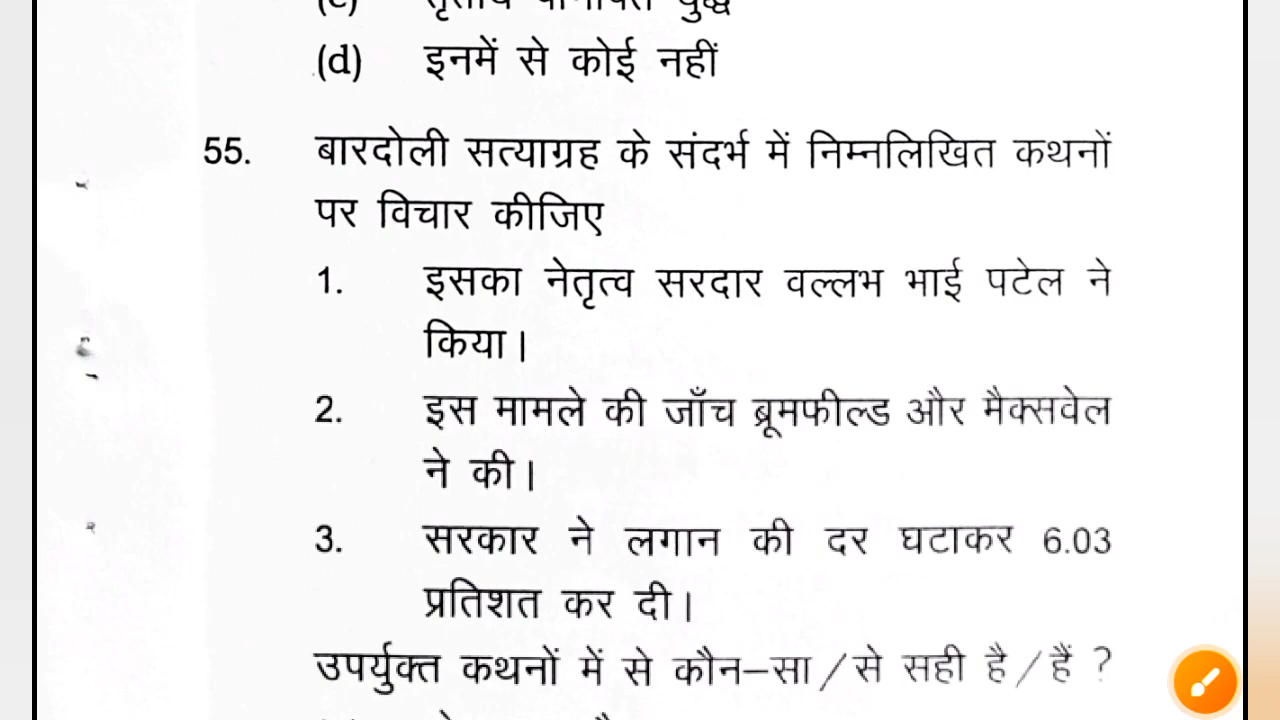 (d) इनमें से कोई नहीं
55. बारदोली सत्याग्रह के संदर्भ में निम्नलिखित कथनों
पर विचार कीजिए
1. इसका नेतृत्व सरदार वल्लभ भाई पटेल ने
किया।
2. इस मामले की जाँच ब्रूमफील्ड और मैक्सवेल
ने की।
3. सरकार ने लगान की दर घटाकर 6.03
प्रतिशत कर दी।
उपर्युक्त कथनों में से कौन–सा/से सही है/हैं ?